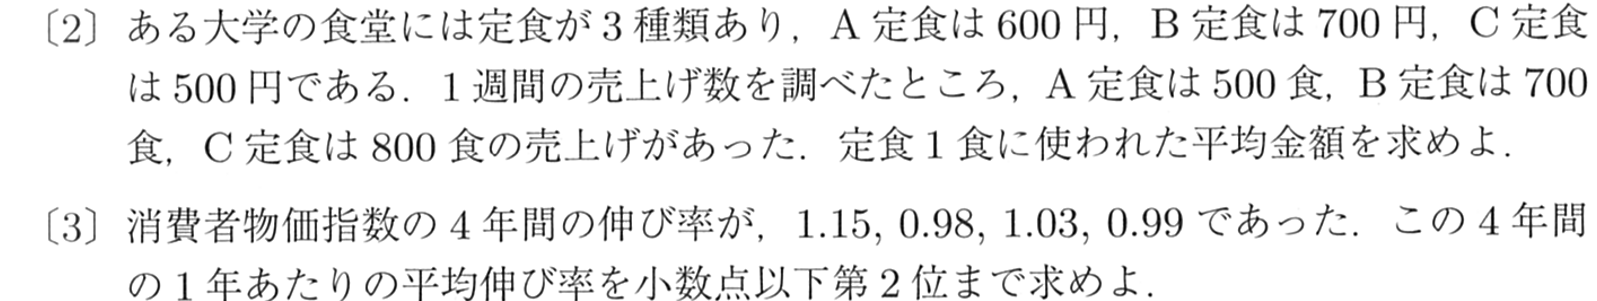 〔2〕 ある大学の食堂には定食が 3 種類あり，A 定食は 600 円，B 定食は 700 円，C 定食
は 500 円である．1 週間の売上げ数を調べたところ，A 定食は 500 食，B 定食は 700
食，C 定食は 800 食の売上げがあった．定食 1 食に使われた平均金額を求めよ．
〔3〕 消費者物価指数の 4 年間の伸び率が，1.15, 0.98, 1.03, 0.99 であった．この 4 年間
の 1 年あたりの平均伸び率を小数点以下第 2 位まで求めよ．